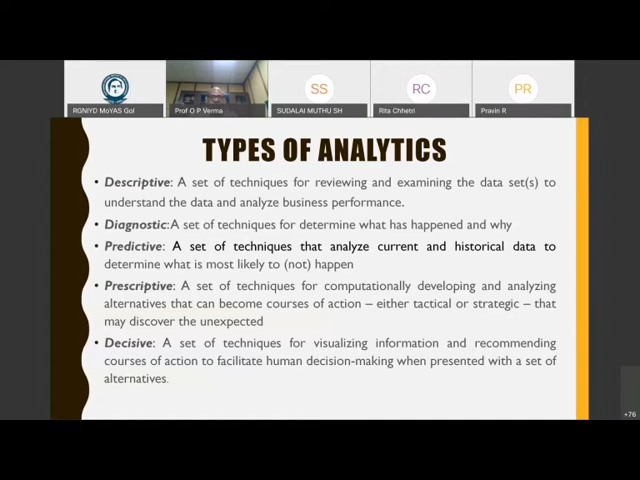 SS
RC
PR
RGNIYD MoYAS GoI
Prof O P Verma
SUDALAI MUTHU SH
Rita Chhetri
Pravin R
TYPES OF ANALYTICS
• Descriptive: A set of techniques for reviewing and examining the data set(s) to
understand the data and analyze business performance.
• Diagnostic:A set of techniques for determine what has happened and why
• Predictive: A set of techniques that analyze current and historical data to
determine what is most likely to (not) happen
• Prescriptive: A set of techniques for computationally developing and analyzing
alternatives that can become courses of action – either tactical or strategic – that
may discover the unexpected
• Decisive: A set of techniques for visualizing information and recommending
courses of action to facilitate human decision-making when presented with a set of
alternatives.
+76